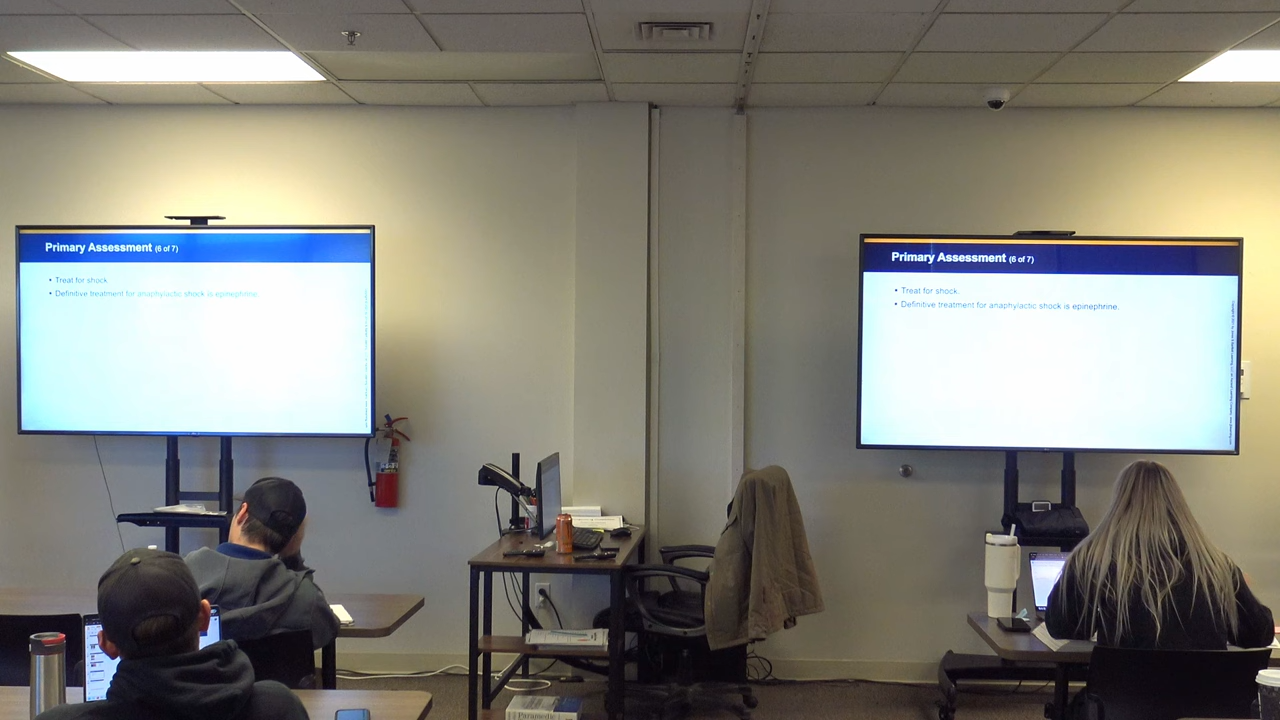 Primary Assessment (6 of 7)
• Treat for shock.
• Definitive treatment for anaphylactic shock is epinephrine.
Primary Assessment (6 of 7)
• Treat for shock.
• Definitive treatment for anaphylactic shock is epinephrine.
Paramedic